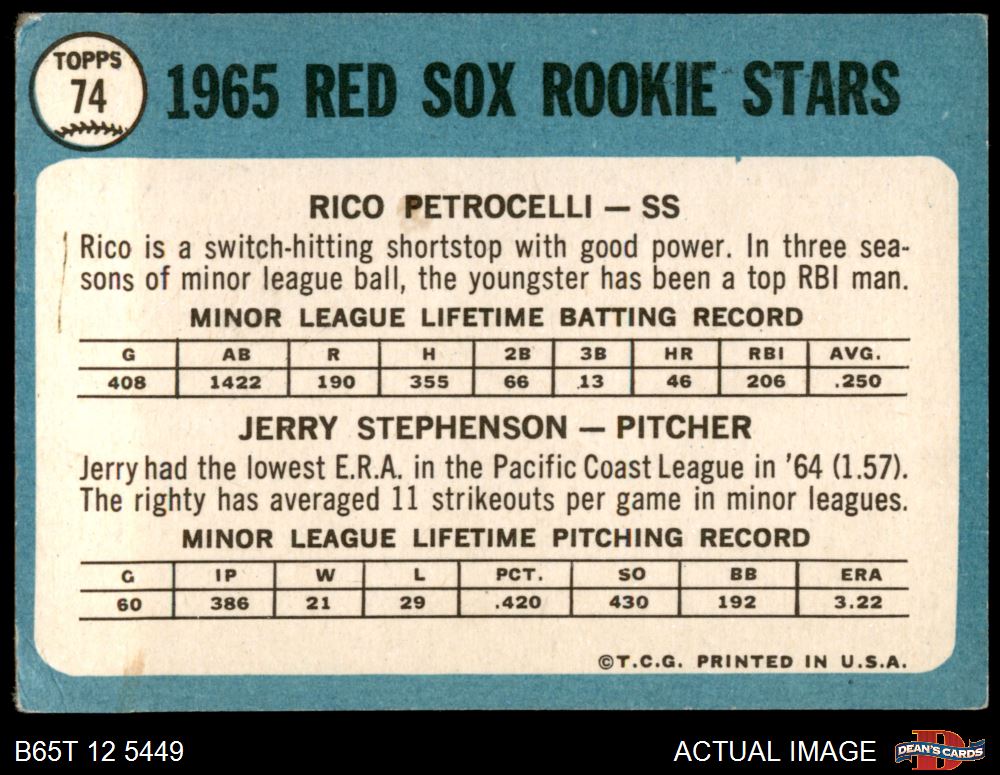 TOPPS
74
1965 RED SOX ROOKIE STARS
RICO PETROCELLI — SS
Rico is a switch-hitting shortstop with good power. In three sea-
sons of minor league ball, the youngster has been a top RBI man.
MINOR LEAGUE LIFETIME BATTING RECORD
G AB R H 2B 3B HR RBI AVG.
408 1422 190 355 66 13 46 206 .250
JERRY STEPHENSON — PITCHER
Jerry had the lowest E.R.A. in the Pacific Coast League in '64 (1.57).
The righty has averaged 11 strikeouts per game in minor leagues.
MINOR LEAGUE LIFETIME PITCHING RECORD
G IP W L PCT. SO BB ERA
60 386 21 29 .420 430 192 3.22
©T.C.G. PRINTED IN U.S.A.
B65T 12 5449
ACTUAL IMAGE
D
DEAN'S CARDS